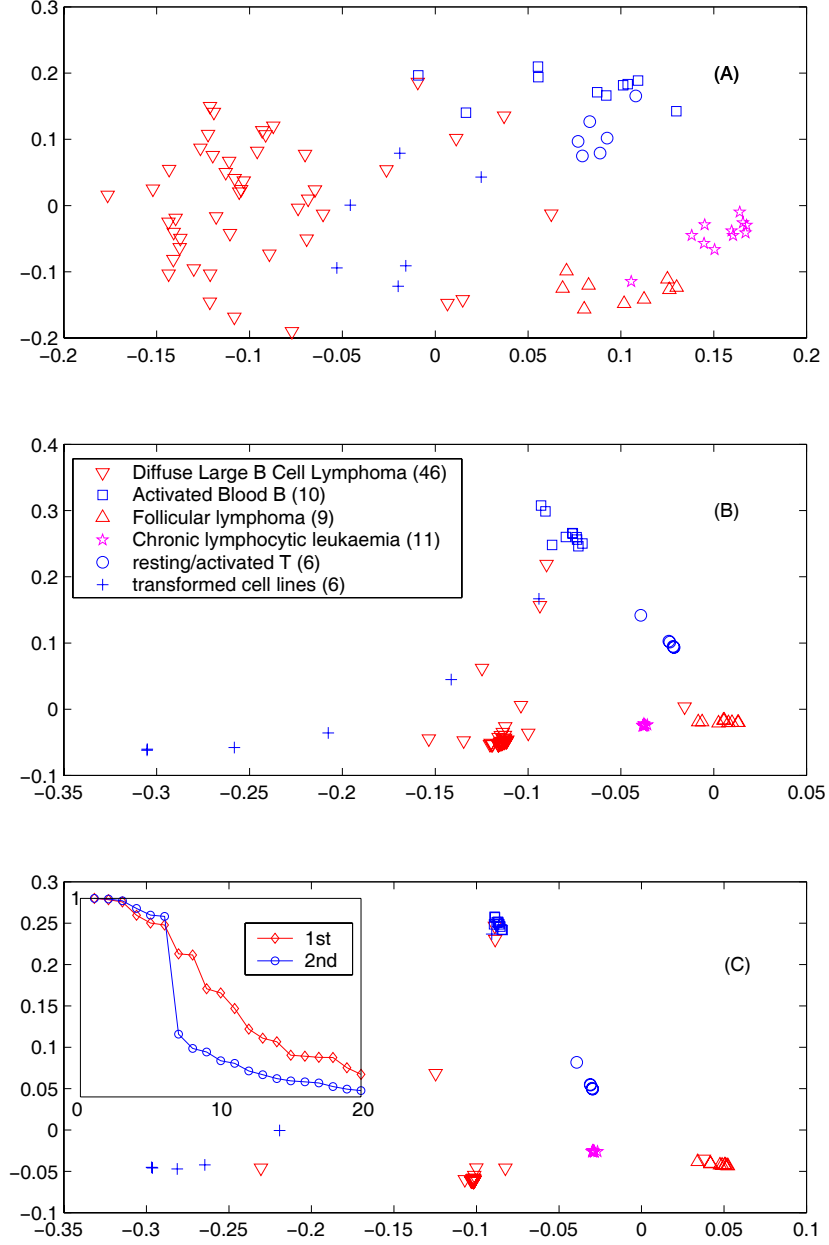 0.3
0.2
0.1
0
−0.1
−0.2
(A)
−0.2 −0.15 −0.1 −0.05 0 0.05 0.1 0.15 0.2
0.4
0.3
0.2
0.1
0
−0.1
Diffuse Large B Cell Lymphoma (46)
Activated Blood B (10)
Follicular lymphoma (9)
Chronic lymphocytic leukaemia (11)
resting/activated T (6)
transformed cell lines (6)
(B)
−0.35 −0.3 −0.25 −0.2 −0.15 −0.1 −0.05 0 0.05
0.3
0.25
0.2
0.15
0.1
0.05
0
−0.05
−0.1
1
1st
2nd
0 10 20
(C)
−0.35 −0.3 −0.25 −0.2 −0.15 −0.1 −0.05 0 0.05 0.1